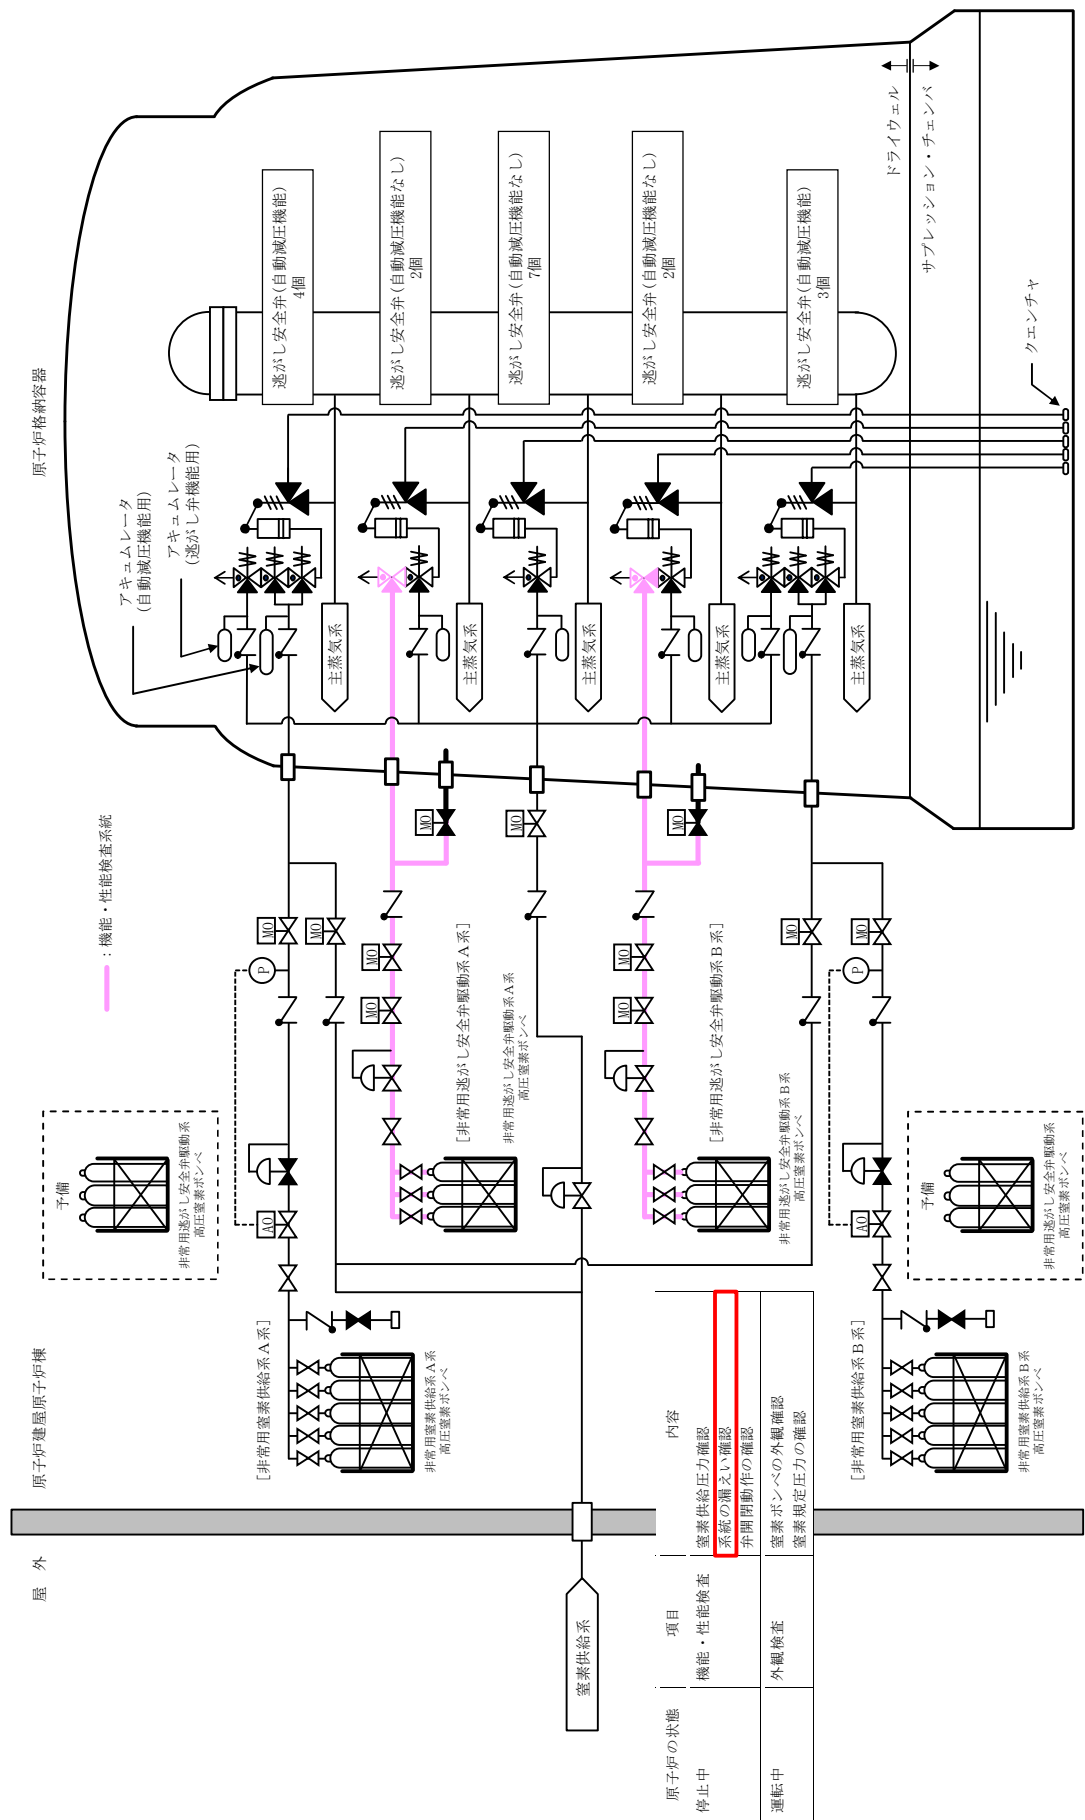 原子炉格納容器
アキュムレータ
(自動減圧機能用)
アキュムレータ
(逃がし弁機能用)
逃がし安全弁(自動減圧機能)
4個
逃がし安全弁(自動減圧機能なし)
2個
逃がし安全弁(自動減圧機能なし)
7個
逃がし安全弁(自動減圧機能なし)
2個
逃がし安全弁(自動減圧機能)
3個
ドライウェル
サプレッション・チェンバ
クエンチャ
主蒸気系
主蒸気系
主蒸気系
主蒸気系
主蒸気系
：機能・性能検査系統
MO
MO
MO
MO
MO
MO
MO
MO
MO
MO
MO
P
P
AO
AO
[非常用逃がし安全弁駆動系A系]
非常用逃がし安全弁駆動系A系
高圧窒素ボンベ
[非常用逃がし安全弁駆動系B系]
非常用逃がし安全弁駆動系B系
高圧窒素ボンベ
予備
非常用逃がし安全弁駆動系
高圧窒素ボンベ
予備
非常用逃がし安全弁駆動系
高圧窒素ボンベ
[非常用窒素供給系A系]
非常用窒素供給系A系
高圧窒素ボンベ
[非常用窒素供給系B系]
非常用窒素供給系B系
高圧窒素ボンベ
原子炉建屋原子炉棟
屋 外
窒素供給系
原子炉の状態 項目 内容
停止中 機能・性能検査 窒素供給圧力確認
系統の漏えい確認
弁開閉動作の確認
運転中 外観検査 窒素ボンベの外観確認
窒素規定圧力の確認